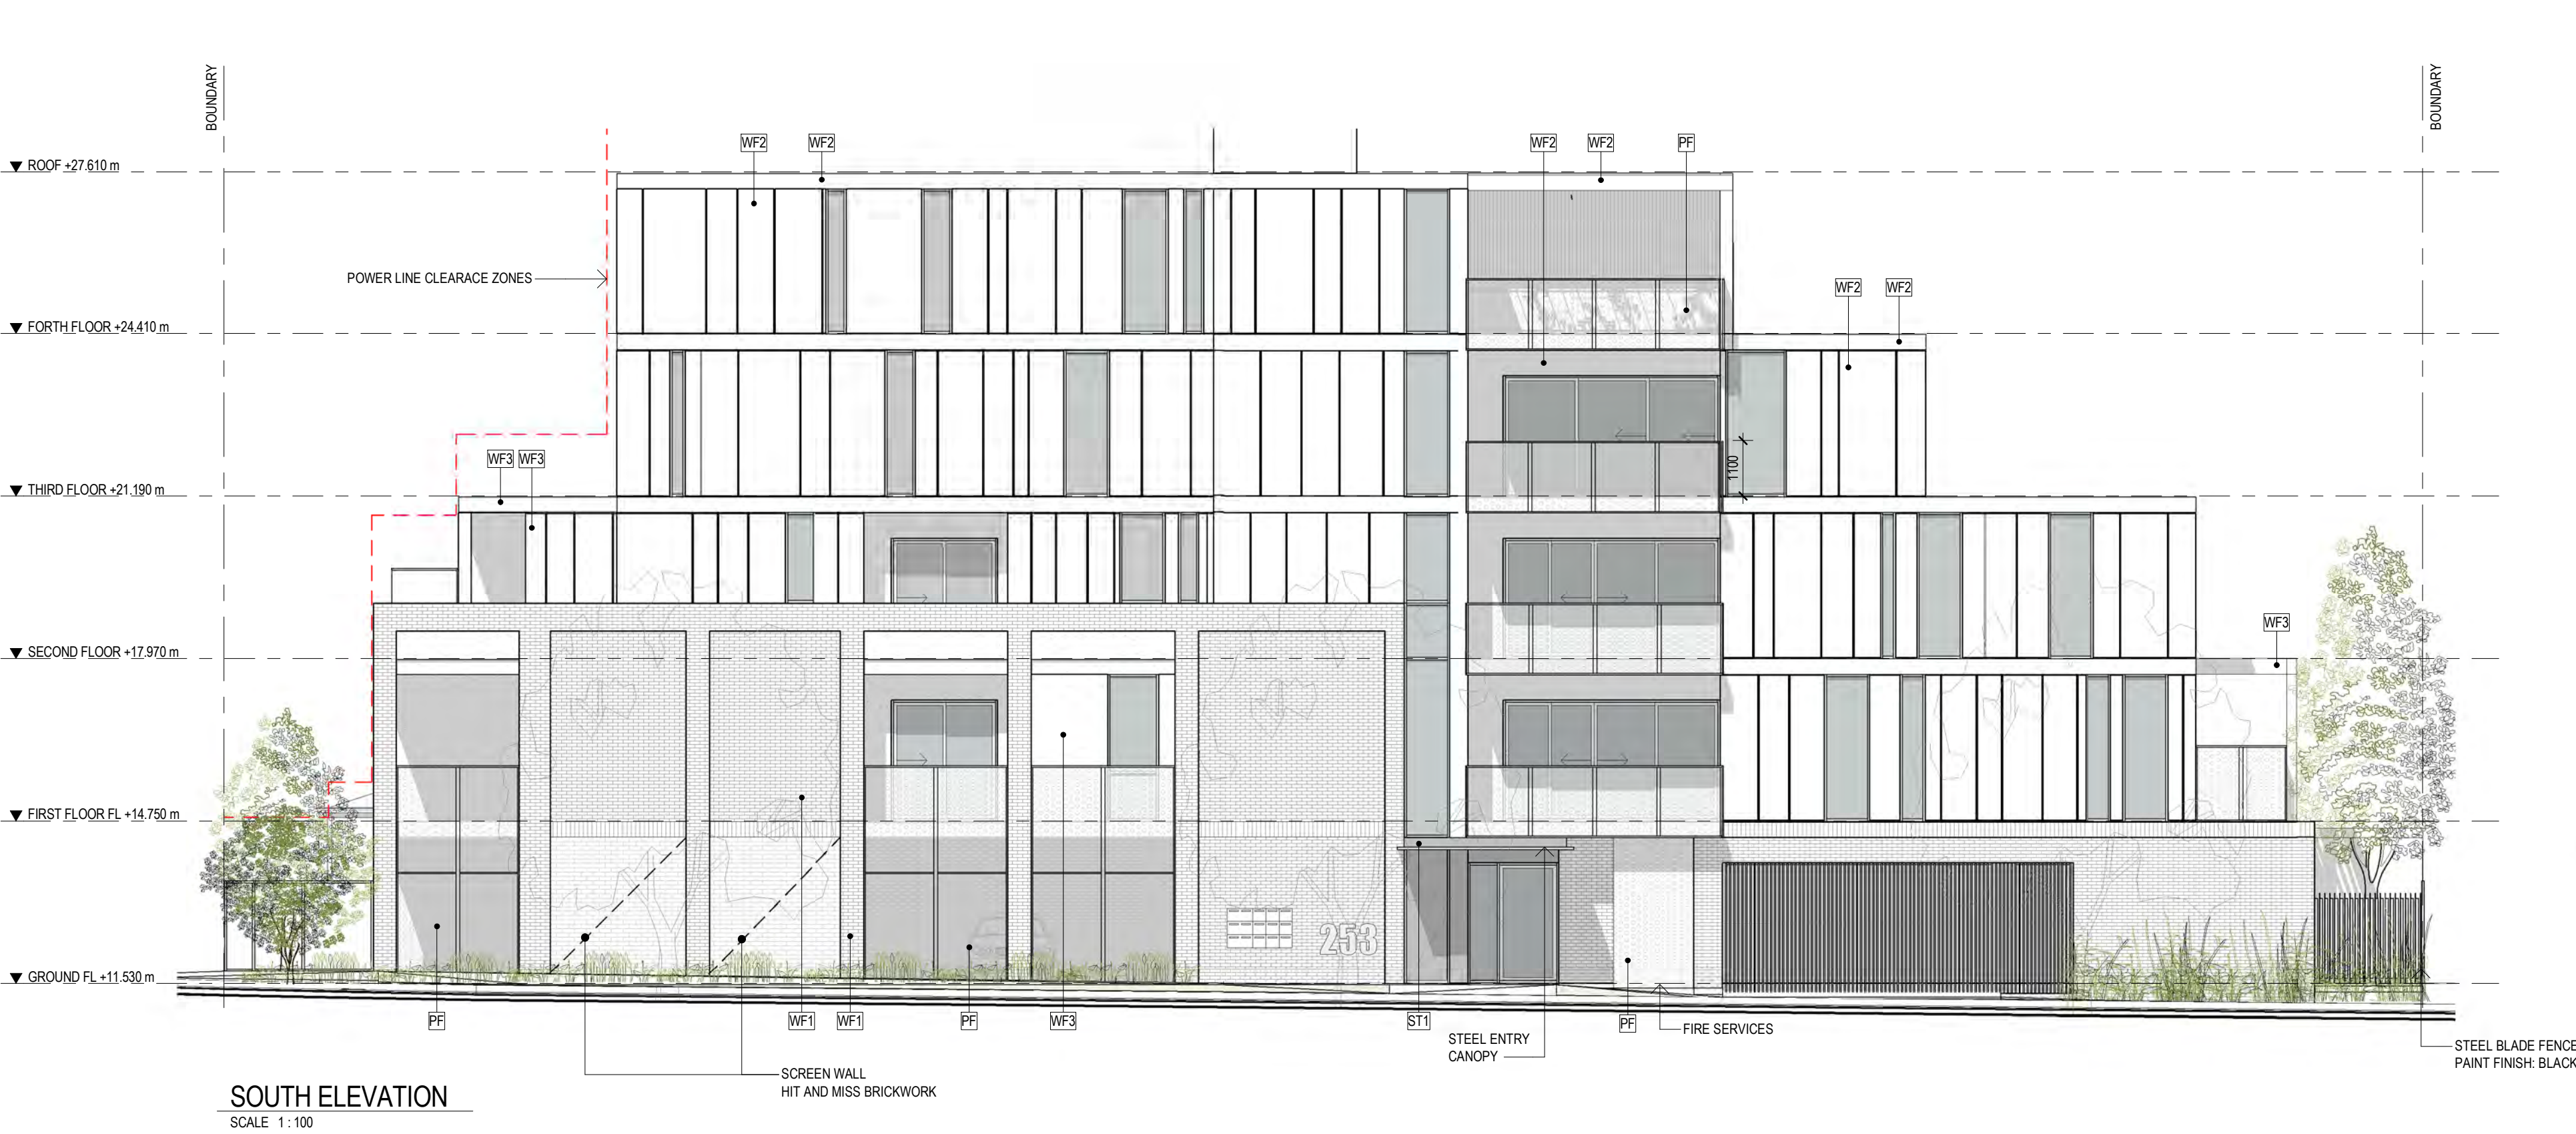 BOUNDARY
BOUNDARY
WF2
WF2
WF2
WF2
PF
ROOF +27.610 m
POWER LINE CLEARACE ZONES
WF2
WF2
FORTH FLOOR +24.410 m
WF3
WF3
1100
THIRD FLOOR +21.190 m
WF3
SECOND FLOOR +17.970 m
FIRST FLOOR FL +14.750 m
253
GROUND FL +11.530 m
PF
WF1
WF1
PF
WF3
ST1
PF
FIRE SERVICES
STEEL ENTRY
CANOPY
STEEL BLADE FENCE
PAINT FINISH: BLACK
SCREEN WALL
HIT AND MISS BRICKWORK
SOUTH ELEVATION
SCALE 1 : 100